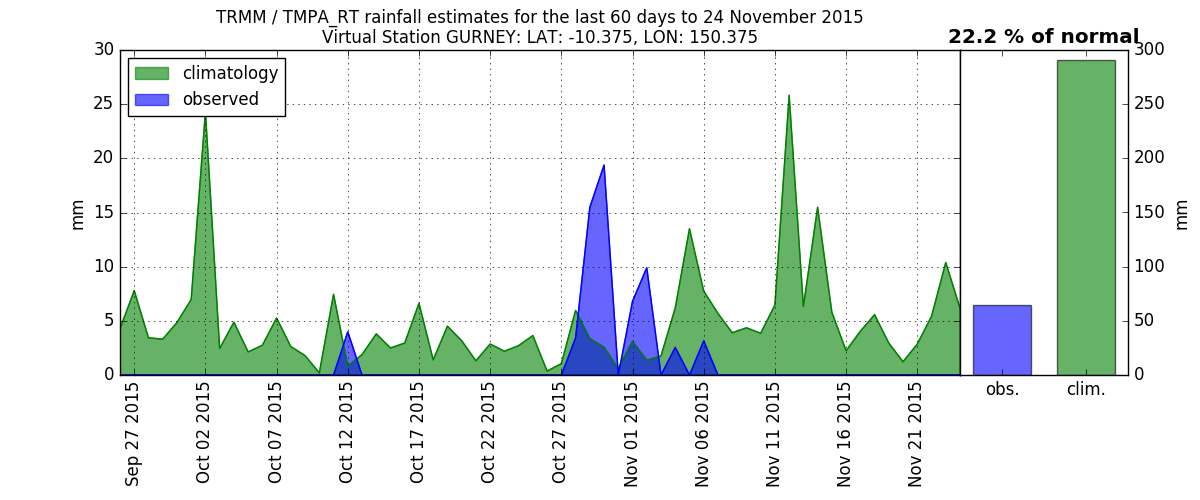 TRMM / TMPA_RT rainfall estimates for the last 60 days to 24 November 2015
Virtual Station GURNEY: LAT: -10.375, LON: 150.375
22.2 % of normal
climatology
observed
30
25
20
15
10
5
0
mm
Sep 27 2015
Oct 02 2015
Oct 07 2015
Oct 12 2015
Oct 17 2015
Oct 22 2015
Oct 27 2015
Nov 01 2015
Nov 06 2015
Nov 11 2015
Nov 16 2015
Nov 21 2015
300
250
200
150
100
50
0
mm
obs.
clim.